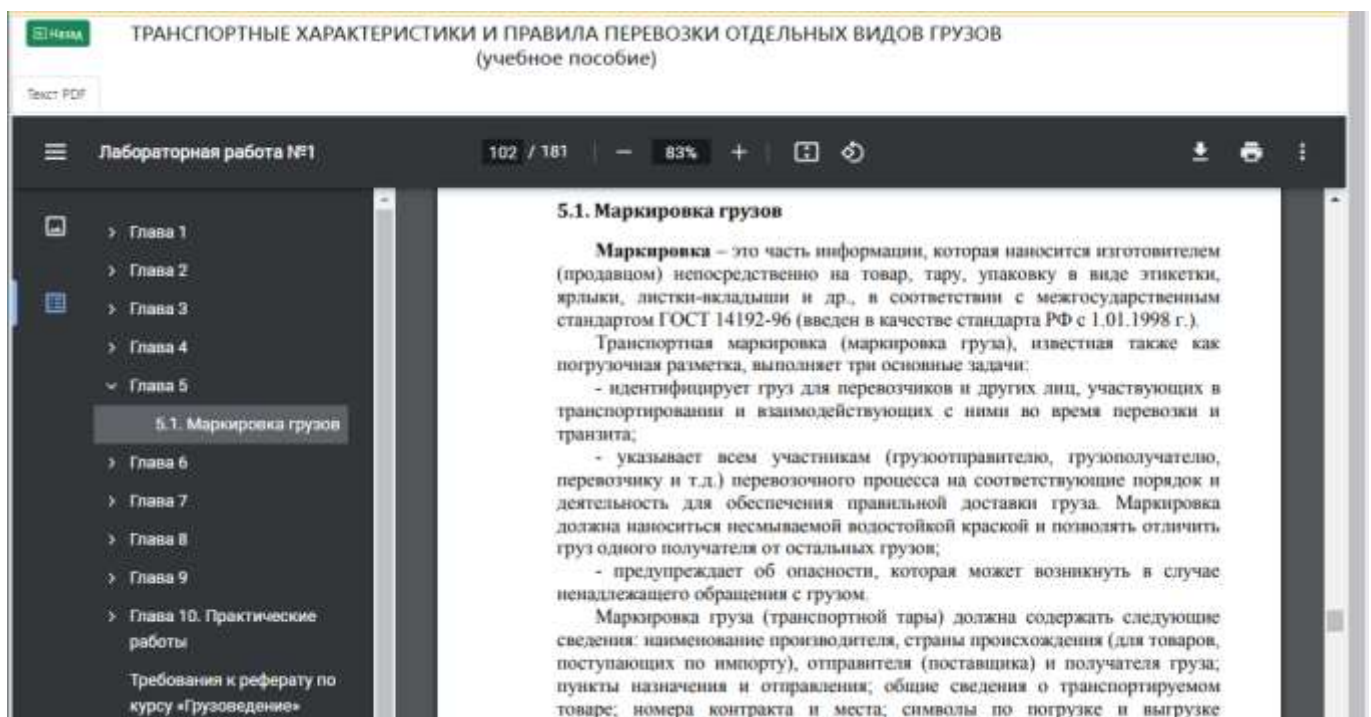 Назад
ТРАНСПОРТНЫЕ ХАРАКТЕРИСТИКИ И ПРАВИЛА ПЕРЕВОЗКИ ОТДЕЛЬНЫХ ВИДОВ ГРУЗОВ
(учебное пособие)
Текст PDF
Лабораторная работа №1
102 / 181
83%
Глава 1
Глава 2
Глава 3
Глава 4
Глава 5
5.1. Маркировка грузов
Глава 6
Глава 7
Глава 8
Глава 9
Глава 10. Практические
работы
Требования к реферату по
курсу «Грузоведение»
5.1. Маркировка грузов
Маркировка – это часть информации, которая наносится изготовителем
(продавцом) непосредственно на товар, тару, упаковку в виде этикетки,
ярлыки, листки-вкладыши и др., в соответствии с межгосударственным
стандартом ГОСТ 14192-96 (введен в качестве стандарта РФ с 1.01.1998 г.).
Транспортная маркировка (маркировка груза), известная также как
погрузочная разметка, выполняет три основные задачи:
- идентифицирует груз для перевозчиков и других лиц, участвующих в
транспортировании и взаимодействующих с ними во время перевозки и
транзита;
- указывает всем участникам (грузоотправителю, грузополучателю,
перевозчику и т.д.) перевозочного процесса на соответствующие порядок и
деятельность для обеспечения правильной доставки груза. Маркировка
должна наноситься несмываемой водостойкой краской и позволять отличить
груз одного получателя от остальных грузов;
- предупреждает об опасности, которая может возникнуть в случае
ненадлежащего обращения с грузом.
Маркировка груза (транспортной тары) должна содержать следующие
сведения: наименование производителя, страны происхождения (для товаров,
поступающих по импорту), отправителя (поставщика) и получателя груза;
пункты назначения и отправления; общие сведения о транспортируемом
товаре; номера контракта и места; символы по погрузке и выгрузке